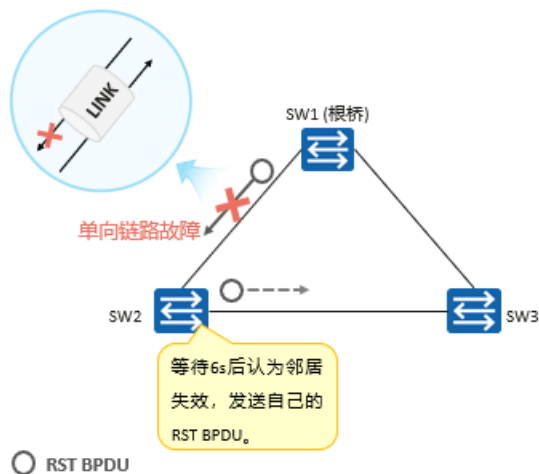 LINK
SW1 (根桥)
单向链路故障
SW2
SW3
等待6s后认为邻居
失效，发送自己的
RST BPDU。
RST BPDU